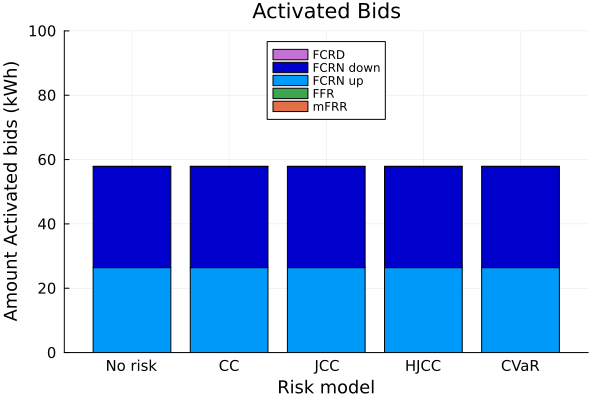 Activated Bids
Amount Activated bids (kWh)
100
80
60
40
20
0
FCRD
FCRN down
FCRN up
FFR
mFRR
No risk CC JCC HJCC CVaR
Risk model